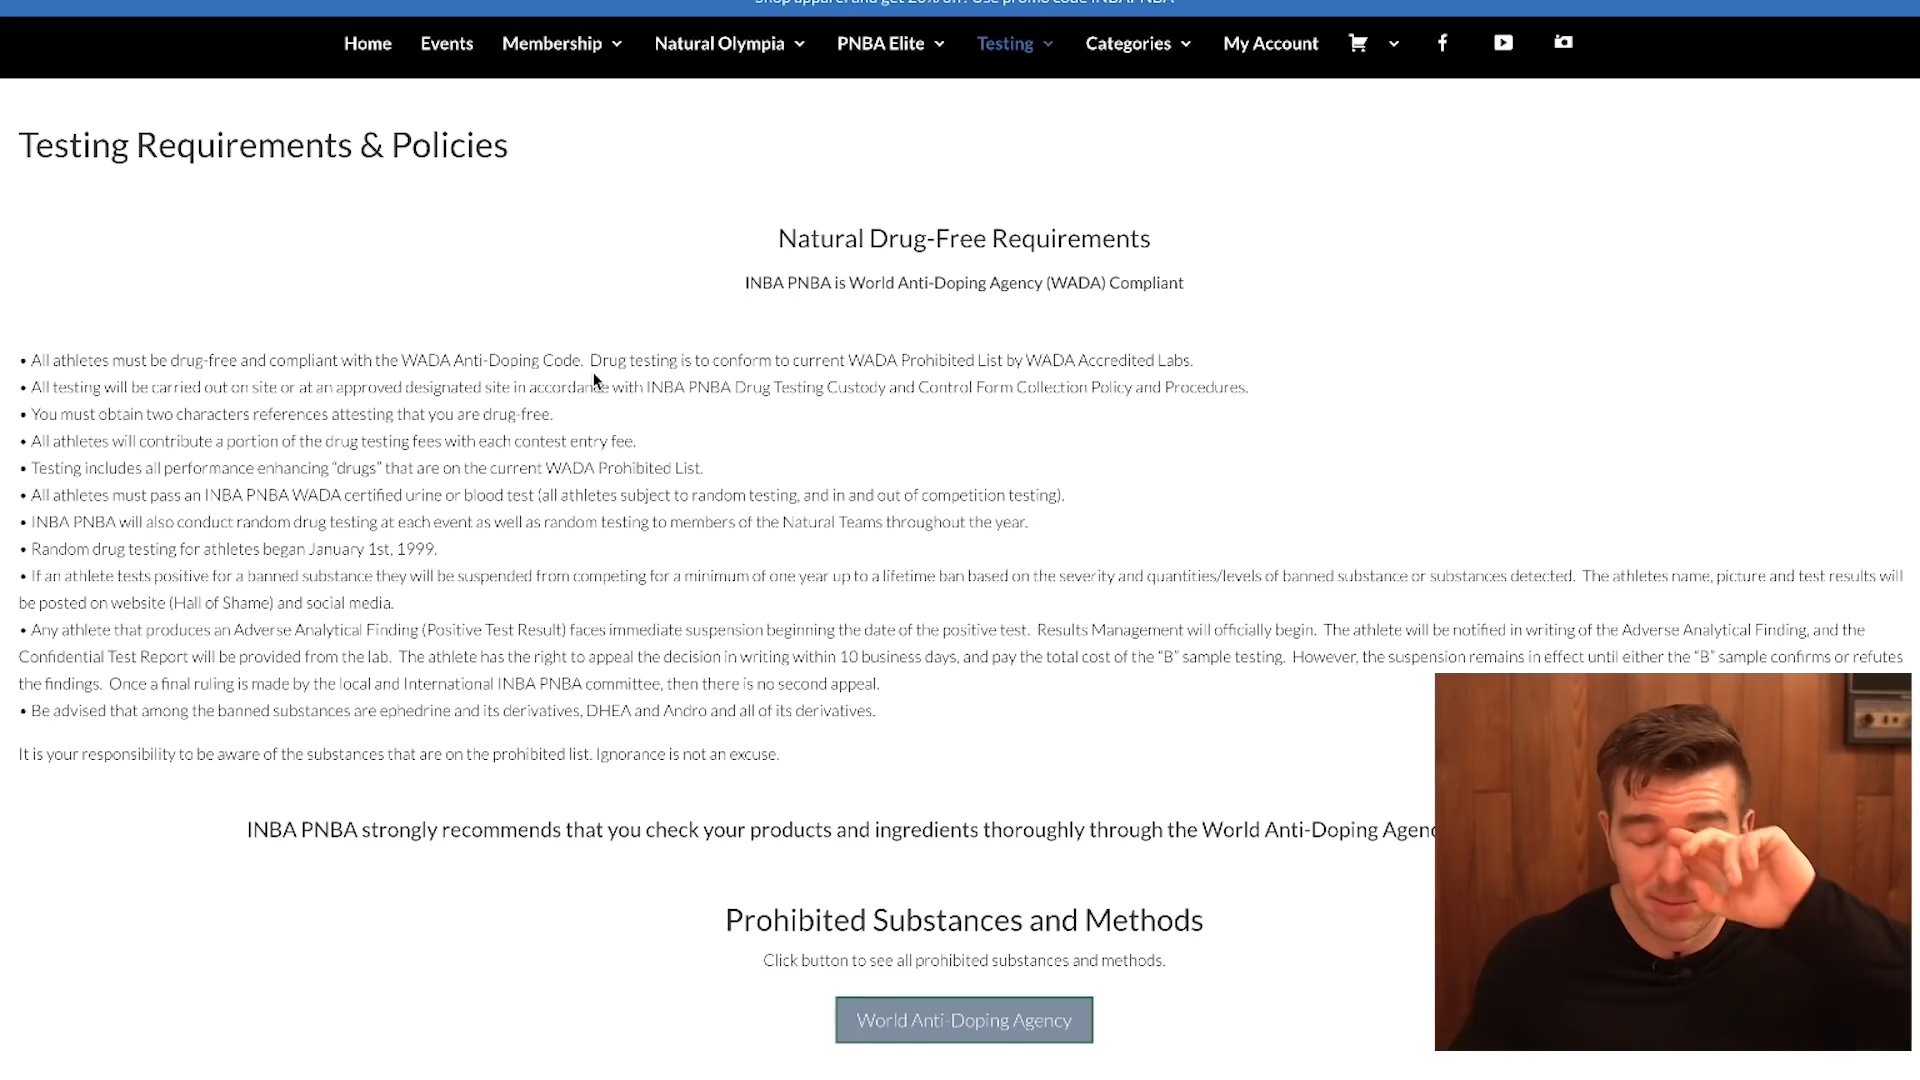 Shop apparel and get 20% off! Use promo code INBAPNBA
Home Events Membership Natural Olympia PNBA Elite Testing Categories My Account
Testing Requirements & Policies
Natural Drug-Free Requirements
INBA PNBA is World Anti-Doping Agency (WADA) Compliant
• All athletes must be drug-free and compliant with the WADA Anti-Doping Code. Drug testing is to conform to current WADA Prohibited List by WADA Accredited Labs.
• All testing will be carried out on site or at an approved designated site in accordance with INBA PNBA Drug Testing Custody and Control Form Collection Policy and Procedures.
• You must obtain two characters references attesting that you are drug-free.
• All athletes will contribute a portion of the drug testing fees with each contest entry fee.
• Testing includes all performance enhancing “drugs” that are on the current WADA Prohibited List.
• All athletes must pass an INBA PNBA WADA certified urine or blood test (all athletes subject to random testing, and in and out of competition testing).
• INBA PNBA will also conduct random drug testing at each event as well as random testing to members of the Natural Teams throughout the year.
• Random drug testing for athletes began January 1st, 1999.
• If an athlete tests positive for a banned substance they will be suspended from competing for a minimum of one year up to a lifetime ban based on the severity and quantities/levels of banned substance or substances detected. The athletes name, picture and test results will
be posted on website (Hall of Shame) and social media.
• Any athlete that produces an Adverse Analytical Finding (Positive Test Result) faces immediate suspension beginning the date of the positive test. Results Management will officially begin. The athlete will be notified in writing of the Adverse Analytical Finding, and the
Confidential Test Report will be provided from the lab. The athlete has the right to appeal the decision in writing within 10 business days, and pay the total cost of the “B” sample testing. However, the suspension remains in effect until either the “B” sample confirms or refutes
the findings. Once a final ruling is made by the local and International INBA PNBA committee, then there is no second appeal.
• Be advised that among the banned substances are ephedrine and its derivatives, DHEA and Andro and all of its derivatives.
It is your responsibility to be aware of the substances that are on the prohibited list. Ignorance is not an excuse.
INBA PNBA strongly recommends that you check your products and ingredients thoroughly through the World Anti-Doping Agenc
Prohibited Substances and Methods
Click button to see all prohibited substances and methods.
World Anti-Doping Agency